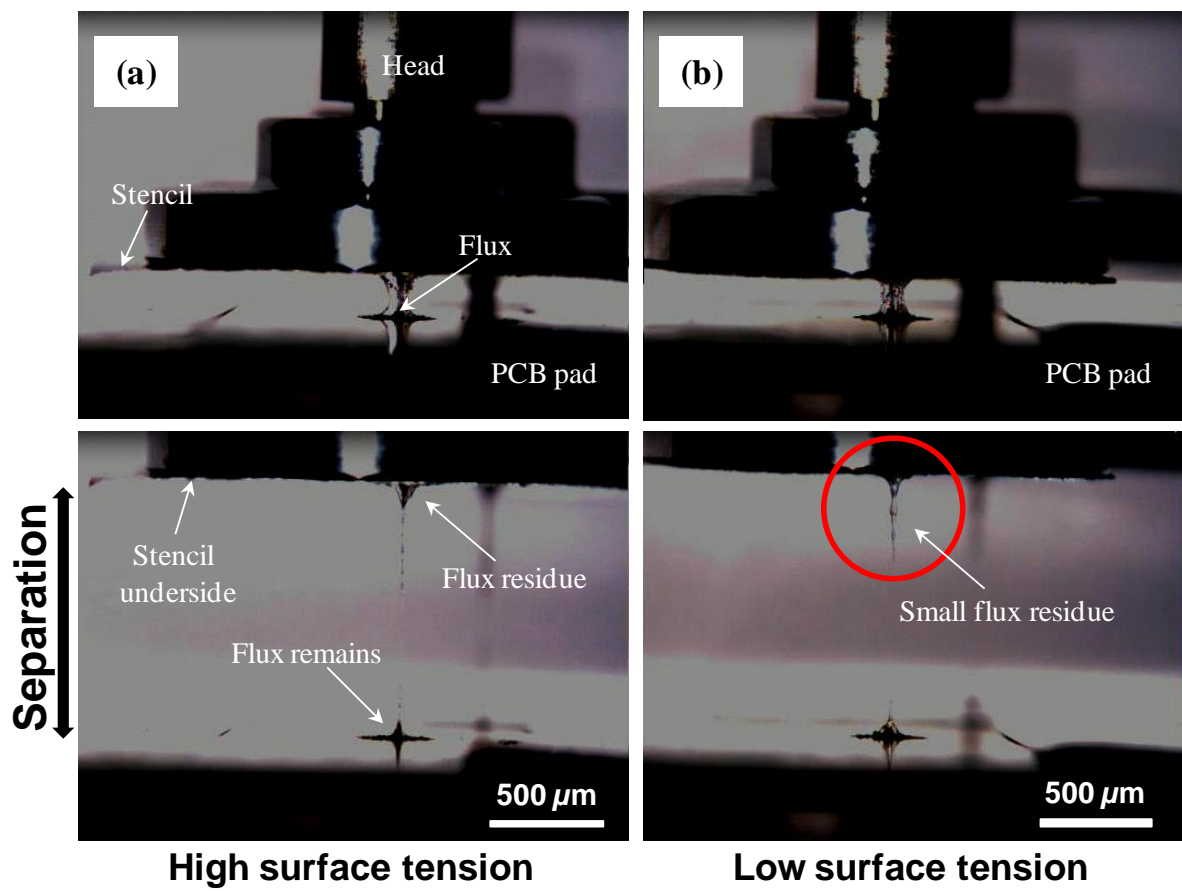 (a)
Head
Stencil
Flux
PCB pad
(b)
PCB pad
Separation
Stencil
underside
Flux residue
Flux remains
500 µm
Small flux residue
500 µm
High surface tension
Low surface tension